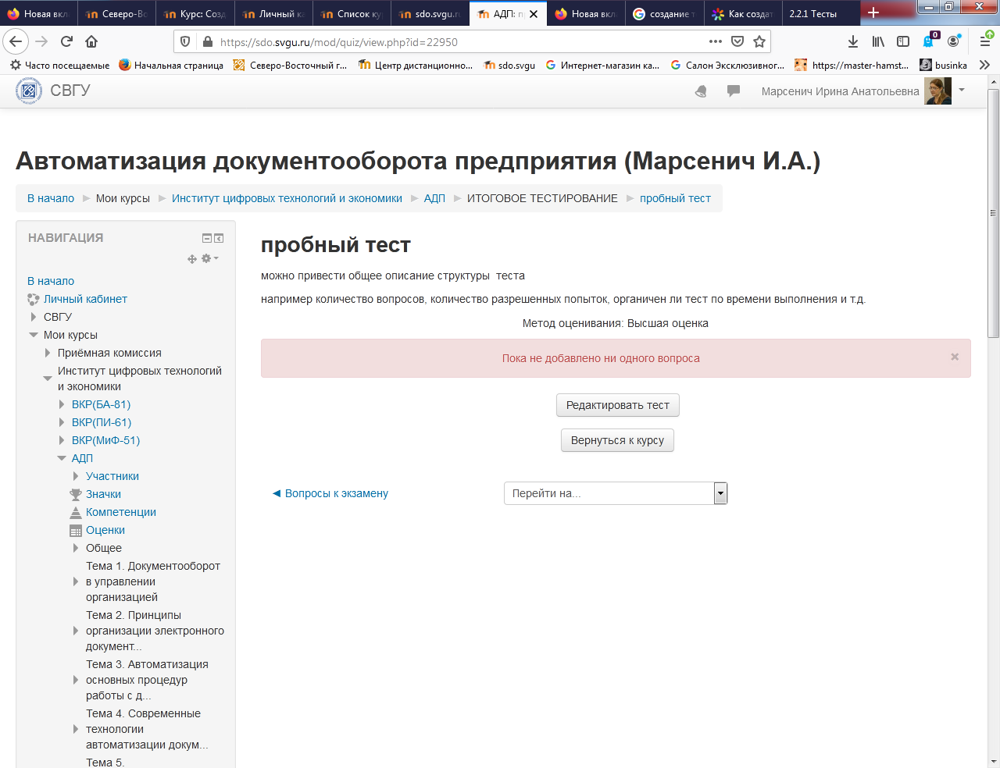 Новая вкл
Северо-Во
Курс: Созд
Личный ка
Список ку
sdo.svgu.ru
АДП: п
Новая вкл
создание т
Как создат
2.2.1 Тесты
https://sdo.svgu.ru/mod/quiz/view.php?id=22950
0
Часто посещаемые
Начальная страница
Северо-Восточный г...
Центр дистанционно...
sdo.svgu
Интернет-магазин ка...
Салон Эксклюзивног...
https://master-hamst...
businka
СВГУ
Марсенич Ирина Анатольевна
Автоматизация документооборота предприятия (Марсенич И.А.)
В начало ► Мои курсы ► Институт цифровых технологий и экономики ► АДП ► ИТОГОВОЕ ТЕСТИРОВАНИЕ ► пробный тест
НАВИГАЦИЯ
В начало
Личный кабинет
СВГУ
Мои курсы
Приёмная комиссия
Институт цифровых технологий
и экономики
ВКР(БА-81)
ВКР(ПИ-61)
ВКР(МиФ-51)
АДП
Участники
Значки
Компетенции
Оценки
Общее
Тема 1. Документооборот
в управлении
организацией
Тема 2. Принципы
организации электронного
документ...
Тема 3. Автоматизация
основных процедур
работы с д...
Тема 4. Современные
технологии
автоматизации докум...
Тема 5.
пробный тест
можно привести общее описание структуры  теста
например количество вопросов, количество разрешенных попыток, органичен ли тест по времени выполнения и т.д.
Метод оценивания: Высшая оценка
Пока не добавлено ни одного вопроса
Редактировать тест
Вернуться к курсу
◄ Вопросы к экзамену
Перейти на...